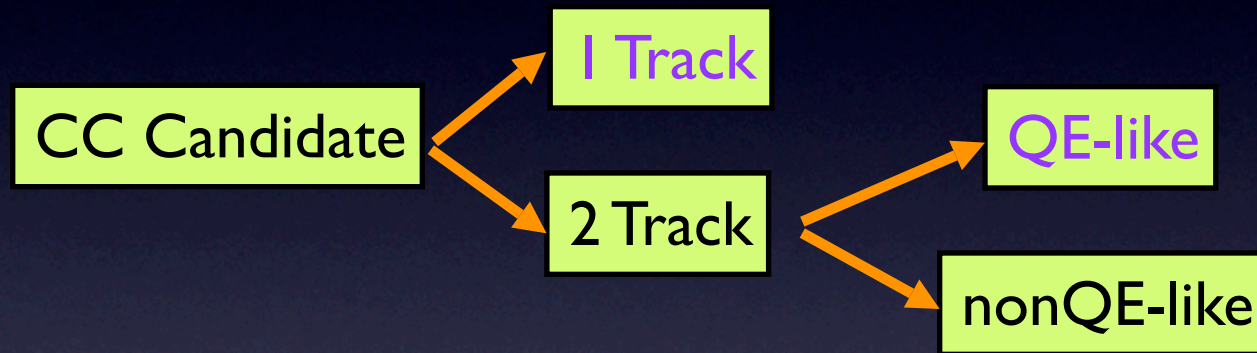 1 Track
CC Candidate
QE-like
2 Track
nonQE-like